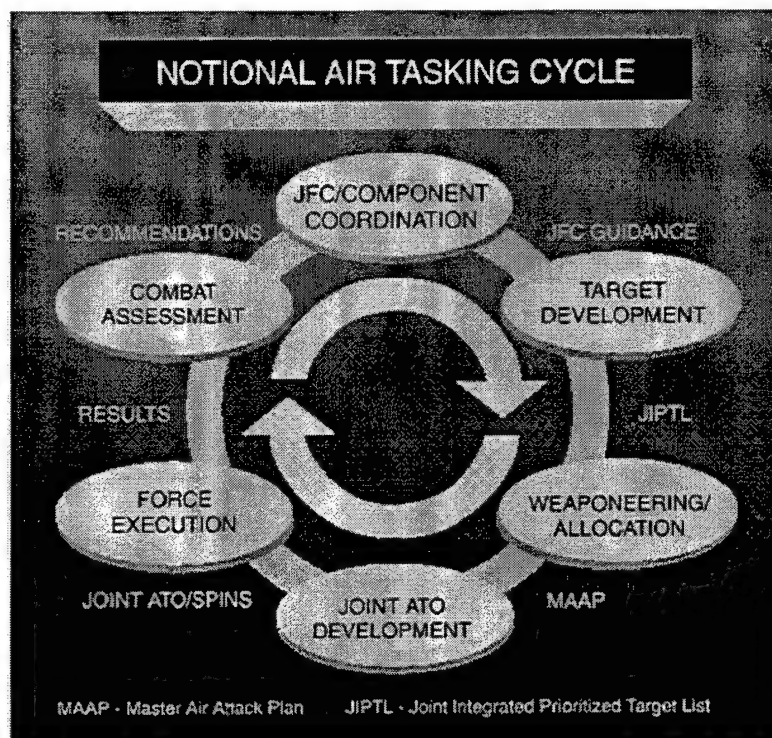 NOTIONAL AIR TASKING CYCLE
JFC/COMPONENT
COORDINATION
RECOMMENDATIONS
JFC GUIDANCE
COMBAT
ASSESSMENT
TARGET
DEVELOPMENT
RESULTS
JIPTL
FORCE
EXECUTION
WEAPONEERING/
ALLOCATION
JOINT ATO/SPINS
JOINT ATO
DEVELOPMENT
MAAP
MAAP - Master Air Attack Plan
JIPTL - Joint Integrated Prioritized Target List